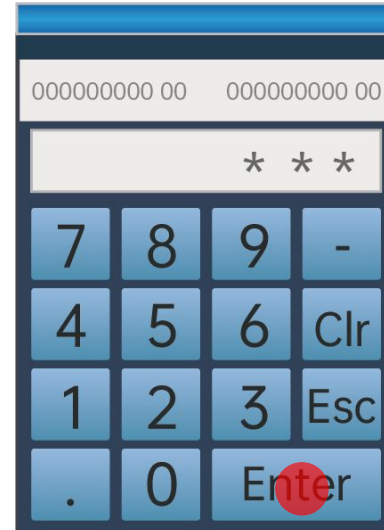 000000000 00 000000000 00
* * *
7 8 9 -
4 5 6 Clr
1 2 3 Esc
. 0 Enter